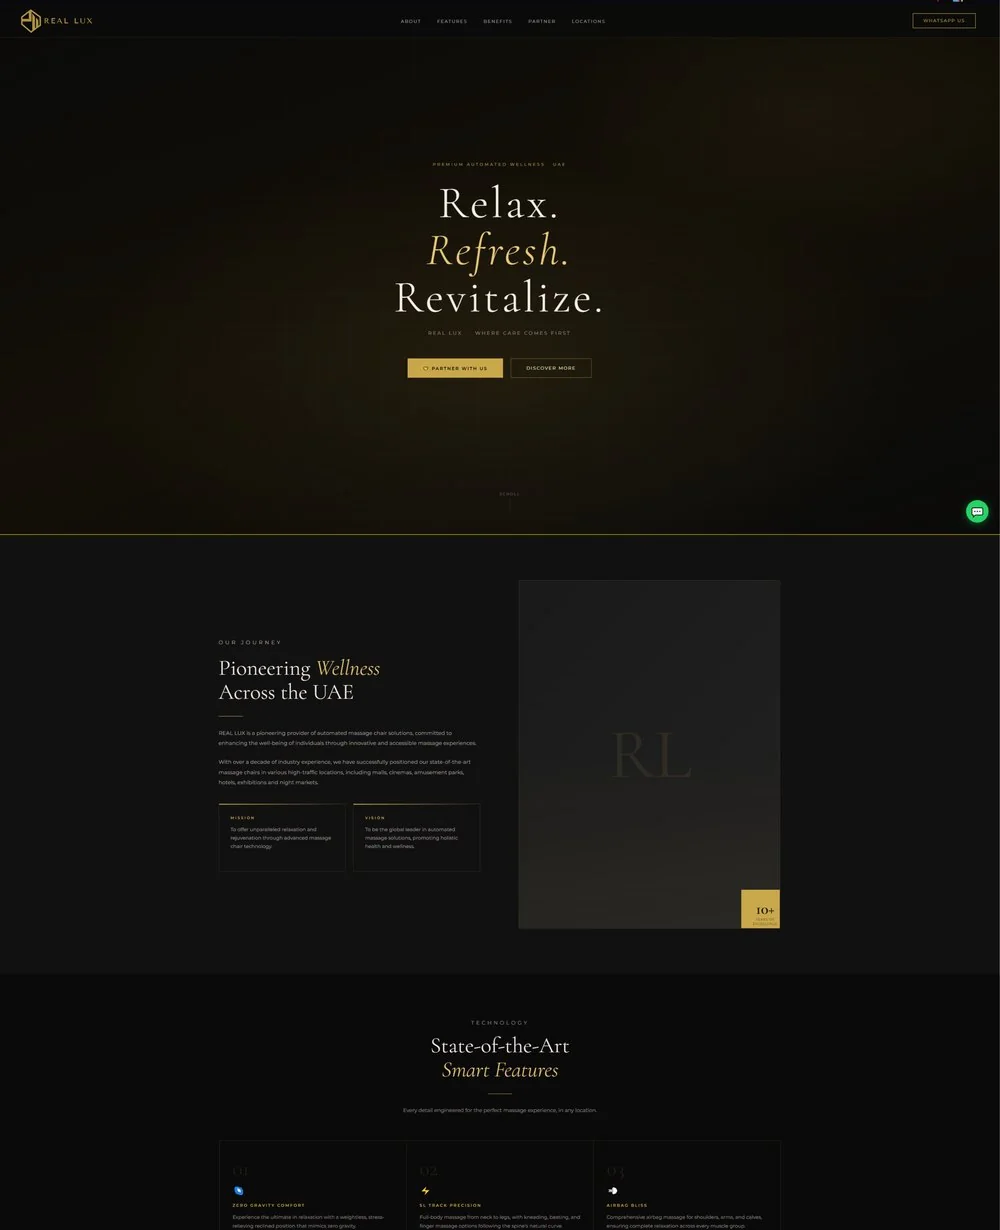 REAL LUX
ABOUT
FEATURES
BENEFITS
PARTNER
LOCATIONS
WHATSAPP US
PREMIUM AUTOMATED WELLNESS UAE
Relax.
Refresh.
Revitalize.
REAL LUX WHERE CARE COMES FIRST
PARTNER WITH US
DISCOVER MORE
SCROLL
OUR JOURNEY
Pioneering Wellness
Across the UAE
REAL LUX is a pioneering provider of automated massage chair solutions, committed to
enhancing the well-being of individuals through innovative and accessible massage experiences.
With over a decade of industry experience, we have successfully positioned our state-of-the-art
massage chairs in various high-traffic locations, including malls, cinemas, amusement parks,
hotels, exhibitions and night markets.
MISSION
To offer unparalleled relaxation and
rejuvenation through advanced massage
chair technology.
VISION
To be the global leader in automated
massage solutions, promoting holistic
health and wellness.
RL
10+
YEARS OF
EXCELLENCE
TECHNOLOGY
State-of-the-Art
Smart Features
Every detail engineered for the perfect massage experience, in any location.
01
ZERO GRAVITY COMFORT
Experience the ultimate in relaxation with a weightless, stress-
relieving reclined position that mimics zero gravity.
02
SL TRACK PRECISION
Full-body massage from neck to legs, with kneading, beating, and
finger massage options following the spine's natural curve.
03
AIRBAG BLISS
Comprehensive airbag massage for shoulders, arms, and calves,
ensuring complete relaxation across every muscle group.